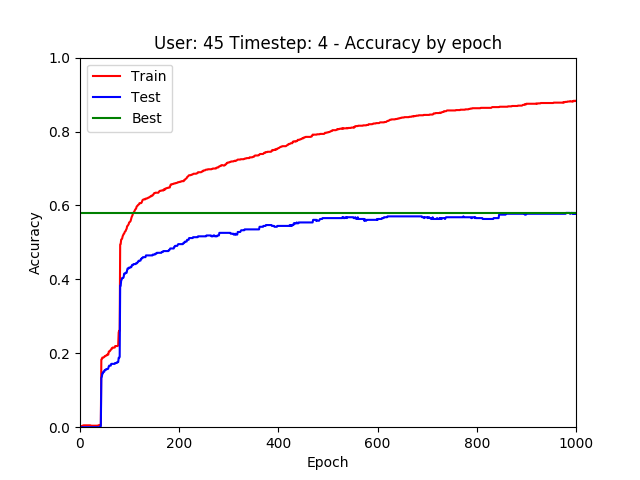 User: 45 Timestep: 4 - Accuracy by epoch
Train
Test
Best
Accuracy
1.0
0.8
0.6
0.4
0.2
0.0
0 200 400 600 800 1000
Epoch